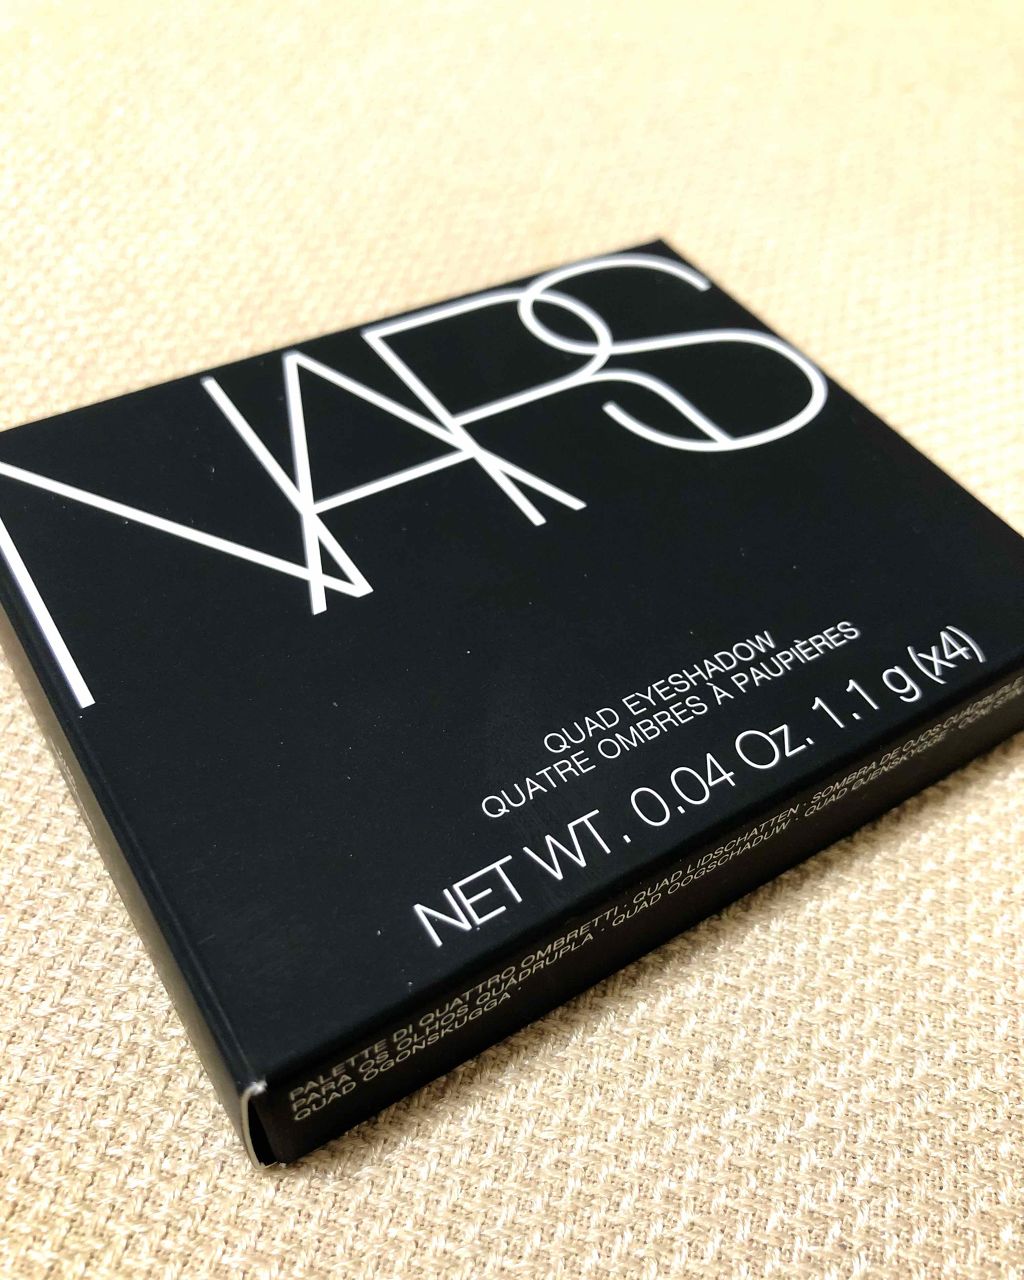 NARS
QUAD EYESHADOW
QUATRE OMBRES À PAUPIÈRES
NET WT. 0.04 Oz. 1.1 g (x4)
PALETTE DI QUATTRO OMBRETTI · QUAD LIDSCHATTEN · SOMBRA DE OJOS
PARA OS OLHOS QUÁDRUPLA · QUAD OOGSCHADUW · QUAD ØJENSKYGGE ·
QUAD ÖGONSKUGGA ·